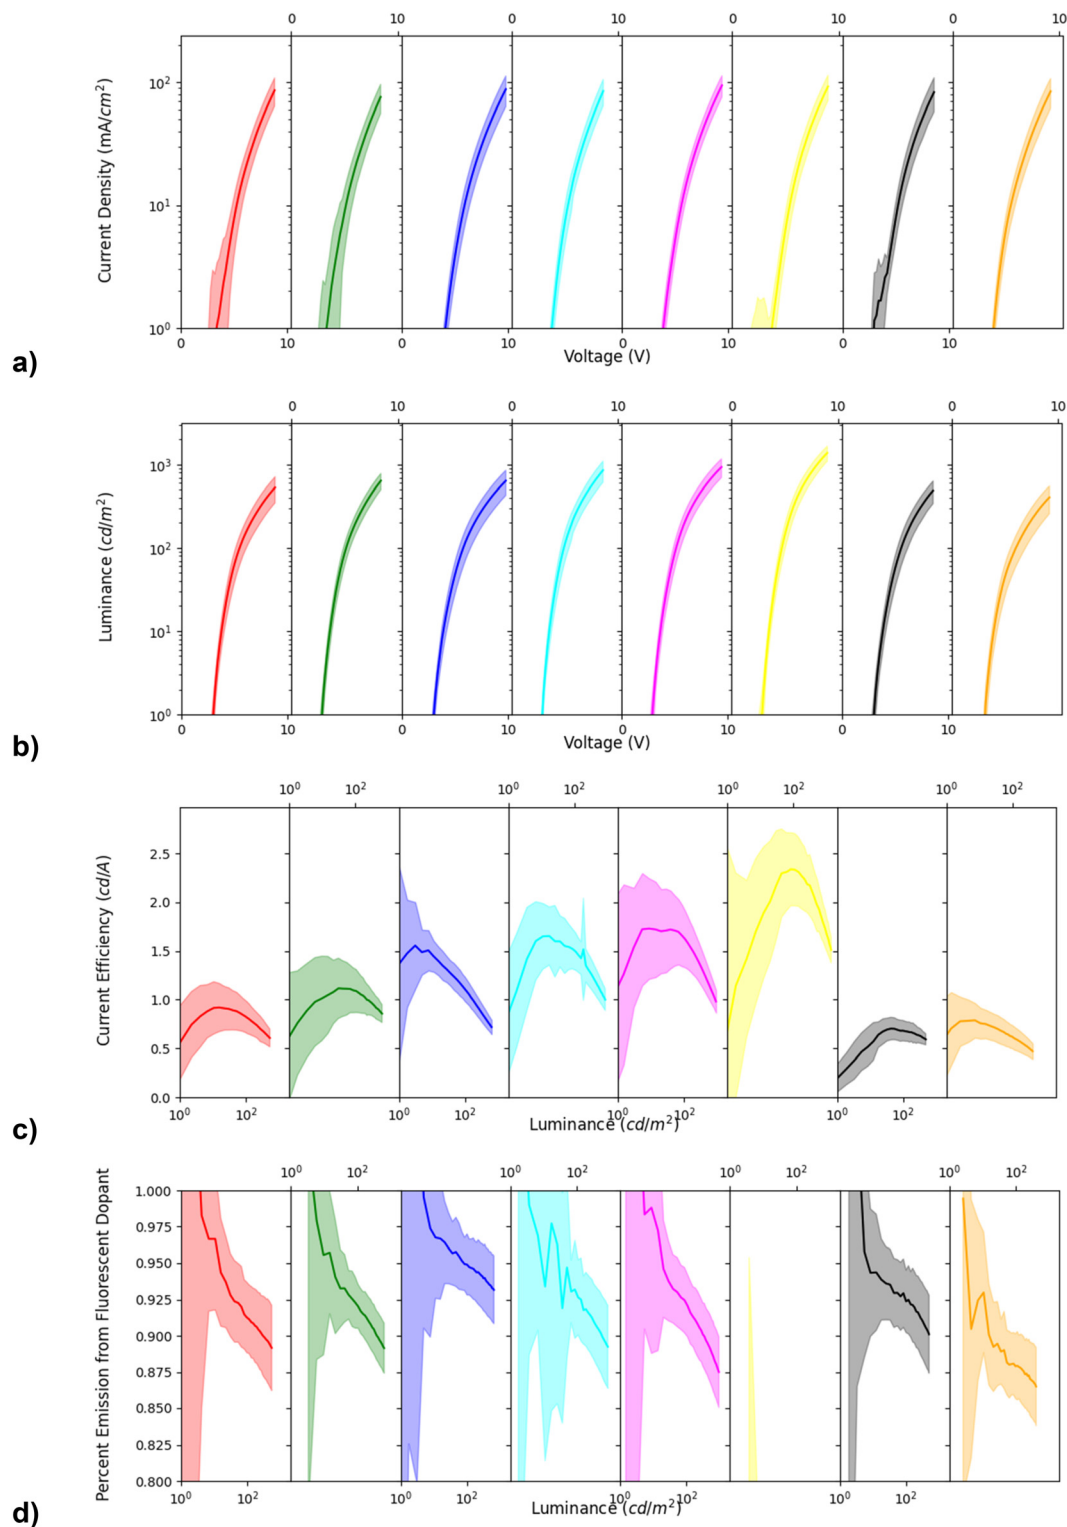 0 10 0 10 0 10 0 10
Current Density (mA/cm²)
10²
10¹
10⁰
0 10 0 10 0 10 0 10
Voltage (V)
a)
0 10 0 10 0 10 0 10
Luminance (cd/m²)
10³
10²
10¹
10⁰
0 10 0 10 0 10 0 10
Voltage (V)
b)
10⁰ 10² 10⁰ 10² 10⁰ 10² 10⁰ 10²
Current Efficiency (cd/A)
2.5
2.0
1.5
1.0
0.5
0.0
10⁰ 10² 10⁰ 10² 10⁰ 10² 10⁰ 10²
Luminance (cd/m²)
c)
10⁰ 10² 10⁰ 10² 10⁰ 10² 10⁰ 10²
Percent Emission from Fluorescent Dopant
1.000
0.975
0.950
0.925
0.900
0.875
0.850
0.825
0.800
10⁰ 10² 10⁰ 10² 10⁰ 10² 10⁰ 10²
Luminance (cd/m²)
d)